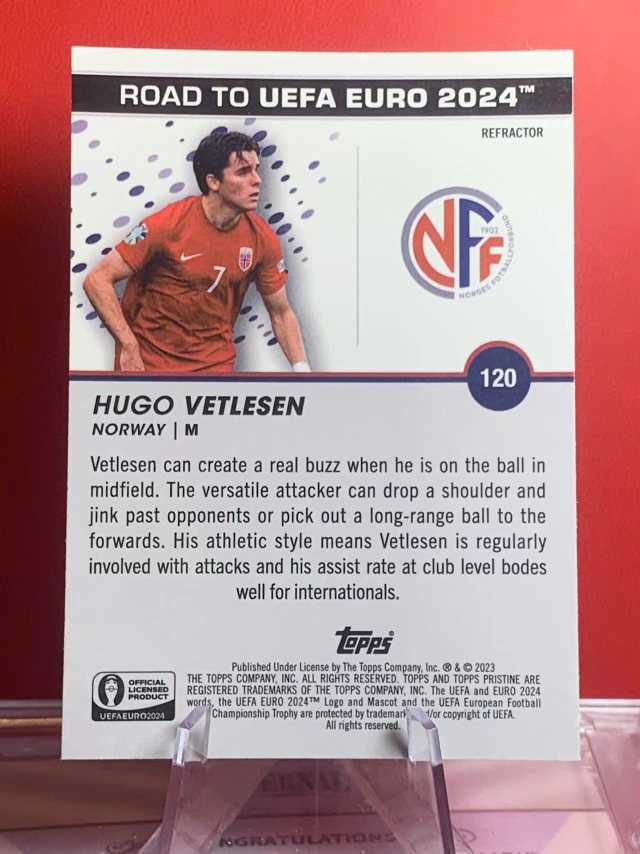 ROAD TO UEFA EURO 2024™
REFRACTOR
7
NFF
1902
NORGES FOTBALLFORBUND
120
HUGO VETLESEN
NORWAY | M
Vetlesen can create a real buzz when he is on the ball in
midfield. The versatile attacker can drop a shoulder and
jink past opponents or pick out a long-range ball to the
forwards. His athletic style means Vetlesen is regularly
involved with attacks and his assist rate at club level bodes
well for internationals.
Topps
Published Under License by The Topps Company, Inc. ® & © 2023
THE TOPPS COMPANY, INC. ALL RIGHTS RESERVED. TOPPS AND TOPPS PRISTINE ARE
REGISTERED TRADEMARKS OF THE TOPPS COMPANY, INC. The UEFA and EURO 2024
words, the UEFA EURO 2024™ Logo and Mascot and the UEFA European Football
Championship Trophy are protected by trademark and/or copyright of UEFA.
All rights reserved.
OFFICIAL
LICENSED
PRODUCT
UEFA EURO2024